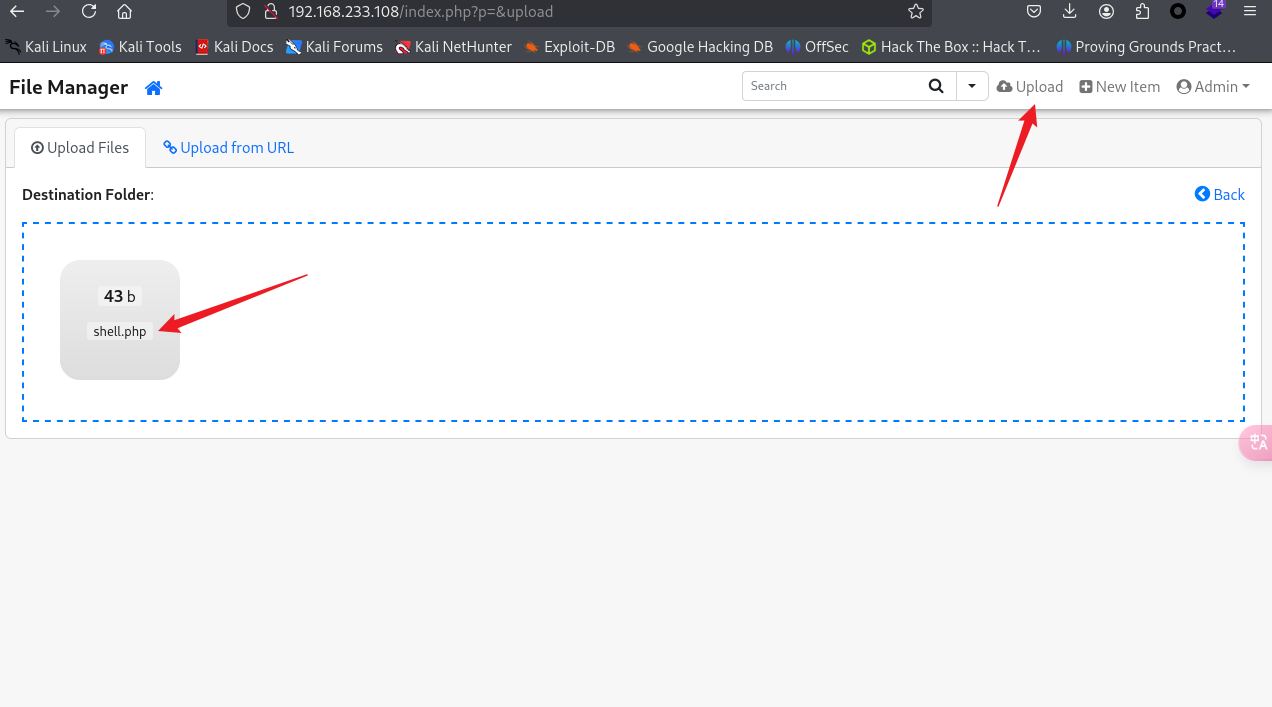 192.168.233.108/index.php?p=&upload
14
Kali Linux Kali Tools Kali Docs Kali Forums Kali NetHunter Exploit-DB Google Hacking DB OffSec Hack The Box :: Hack T… Proving Grounds Pract…
File Manager Search Upload New Item Admin
Upload Files Upload from URL
Destination Folder: Back
43 b
shell.php
中A